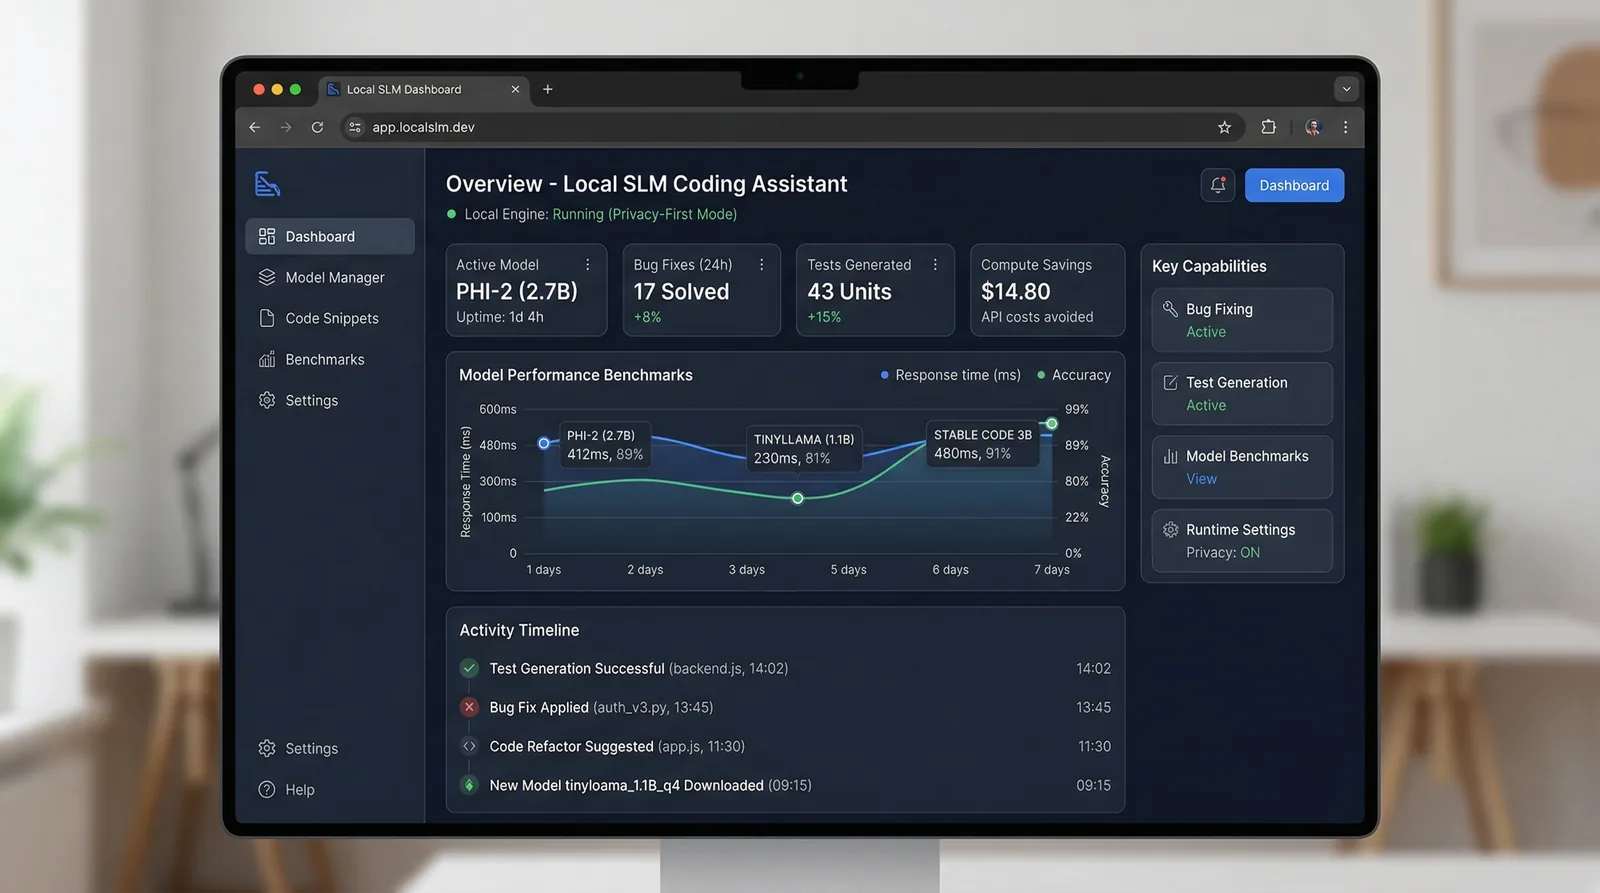 Local SLM Dashboard
app.localslm.dev
Dashboard
Model Manager
Code Snippets
Benchmarks
Settings
Settings
Help
Overview - Local SLM Coding Assistant
Local Engine: Running (Privacy-First Mode)
Dashboard
Active Model
PHI-2 (2.7B)
Uptime: 1d 4h
Bug Fixes (24h)
17 Solved
+8%
Tests Generated
43 Units
+15%
Compute Savings
$14.80
API costs avoided
Model Performance Benchmarks
Response time (ms)
Accuracy
Response Time (ms)
600ms
480ms
300ms
100ms
0
PHI-2 (2.7B)
412ms, 89%
TINYLLAMA (1.1B)
230ms, 81%
STABLE CODE 3B
480ms, 91%
99%
89%
80%
22%
0%
Accuracy
1 days
2 days
3 days
5 days
6 days
7 days
Activity Timeline
Test Generation Successful (backend.js, 14:02)
14:02
Bug Fix Applied (auth_v3.py, 13:45)
13:45
Code Refactor Suggested (app.js, 11:30)
11:30
New Model tinyloama_1.1B_q4 Downloaded (09:15)
09:15
Key Capabilities
Bug Fixing
Active
Test Generation
Active
Model Benchmarks
View
Runtime Settings
Privacy: ON